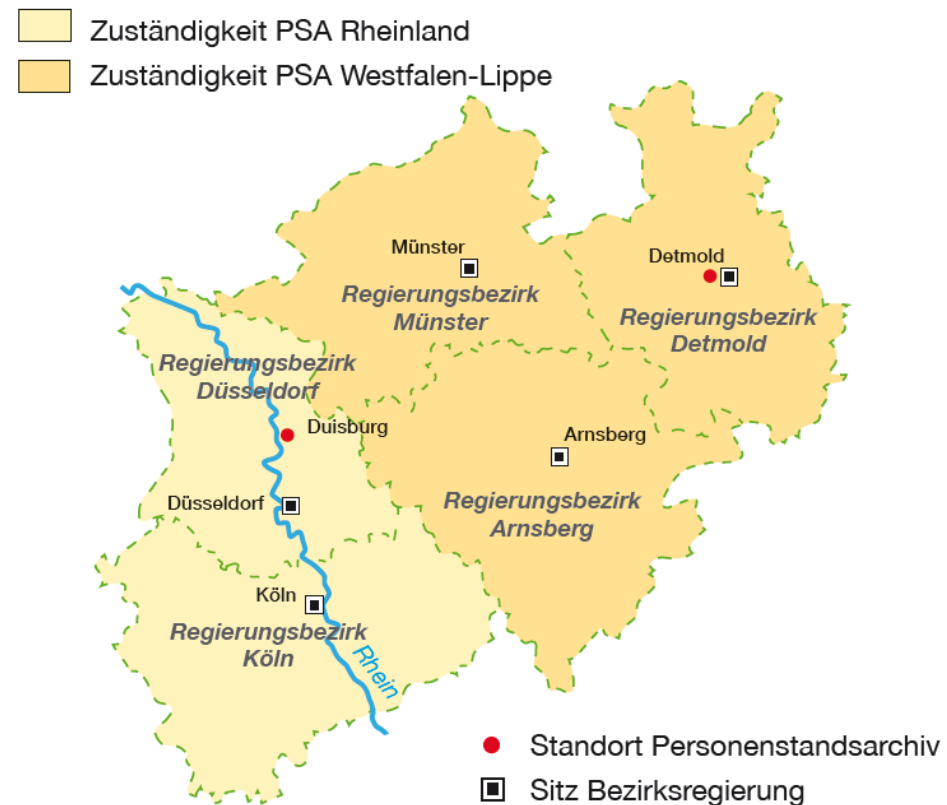 Zuständigkeit PSA Rheinland
Zuständigkeit PSA Westfalen-Lippe
Münster
Regierungsbezirk
Münster
Detmold
Regierungsbezirk
Detmold
Regierungsbezirk
Düsseldorf
Duisburg
Düsseldorf
Arnsberg
Regierungsbezirk
Arnsberg
Köln
Regierungsbezirk
Köln
Rhein
Standort Personenstandsarchiv
Sitz Bezirksregierung